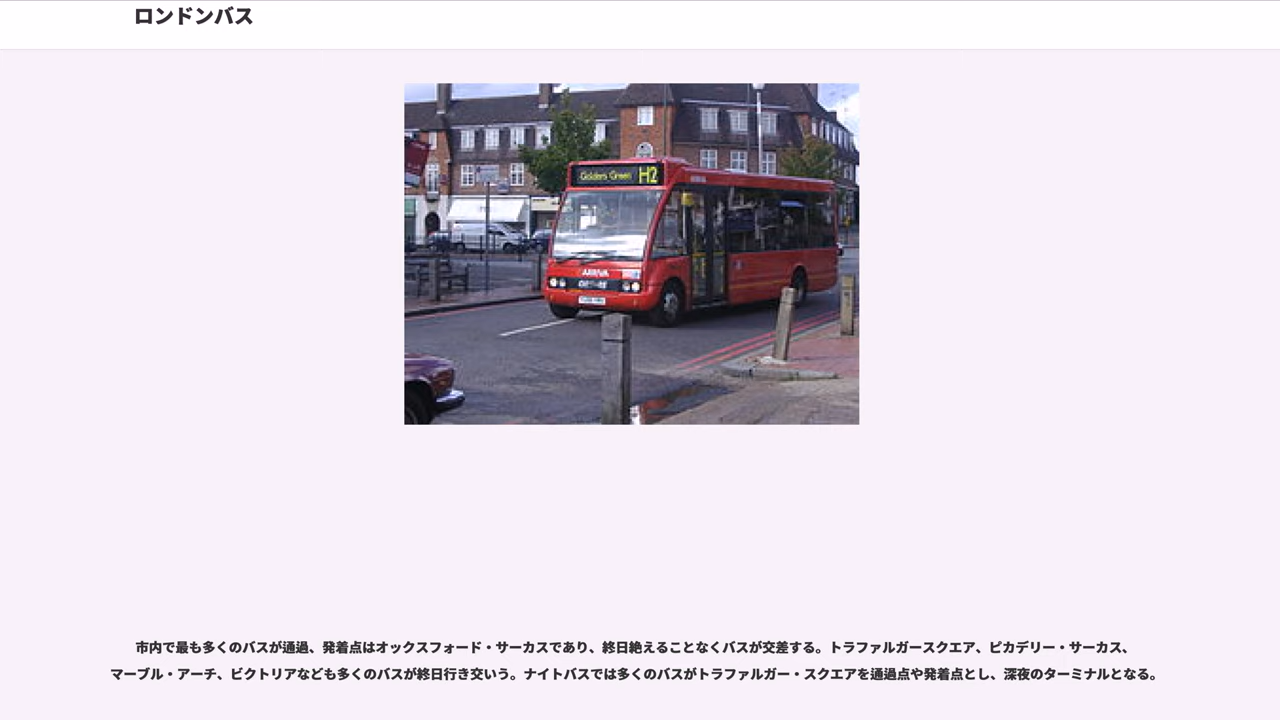 ロンドンバス
Golders Green H2
ARRIVA
市内で最も多くのバスが通過、発着点はオックスフォード・サーカスであり、終日絶えることなくバスが交差する。トラファルガースクエア、ピカデリー・サーカス、
マーブル・アーチ、ビクトリアなども多くのバスが終日行き交いう。ナイトバスでは多くのバスがトラファルガー・スクエアを通過点や発着点とし、深夜のターミナルとなる。